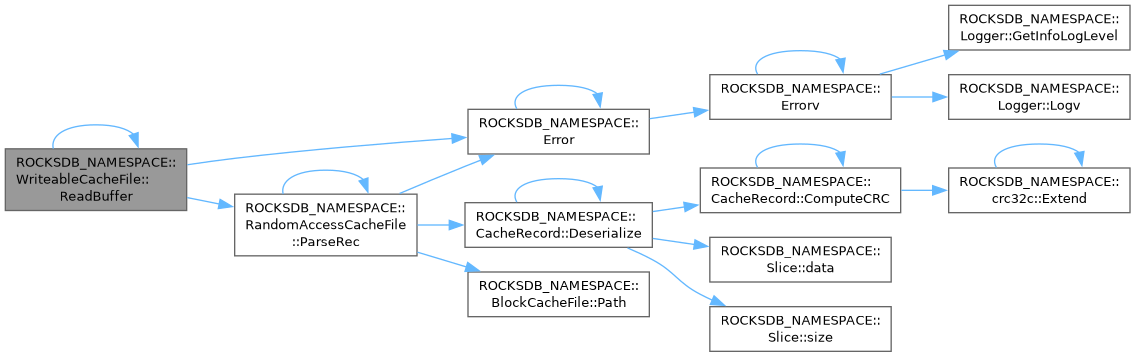 ROCKSDB_NAMESPACE::
WriteableCacheFile::
ReadBuffer
ROCKSDB_NAMESPACE::
Error
ROCKSDB_NAMESPACE::
Errorv
ROCKSDB_NAMESPACE::
Logger::GetInfoLogLevel
ROCKSDB_NAMESPACE::
Logger::Logv
ROCKSDB_NAMESPACE::
RandomAccessCacheFile
::ParseRec
ROCKSDB_NAMESPACE::
CacheRecord::Deserialize
ROCKSDB_NAMESPACE::
CacheRecord::ComputeCRC
ROCKSDB_NAMESPACE::
crc32c::Extend
ROCKSDB_NAMESPACE::
Slice::data
ROCKSDB_NAMESPACE::
Slice::size
ROCKSDB_NAMESPACE::
BlockCacheFile::Path